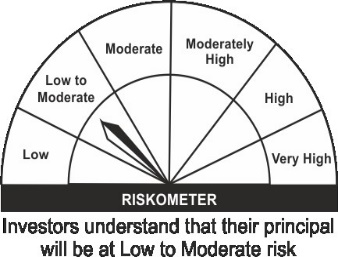 Low
Low to
Moderate
Moderate
Moderately
High
High
Very High
RISKOMETER
Investors understand that their principal
will be at Low to Moderate risk